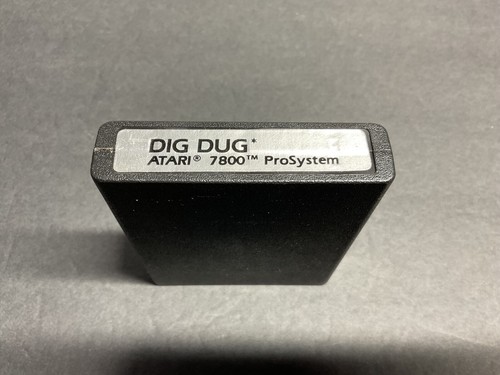 DIG DUG*
ATARI® 7800™ ProSystem